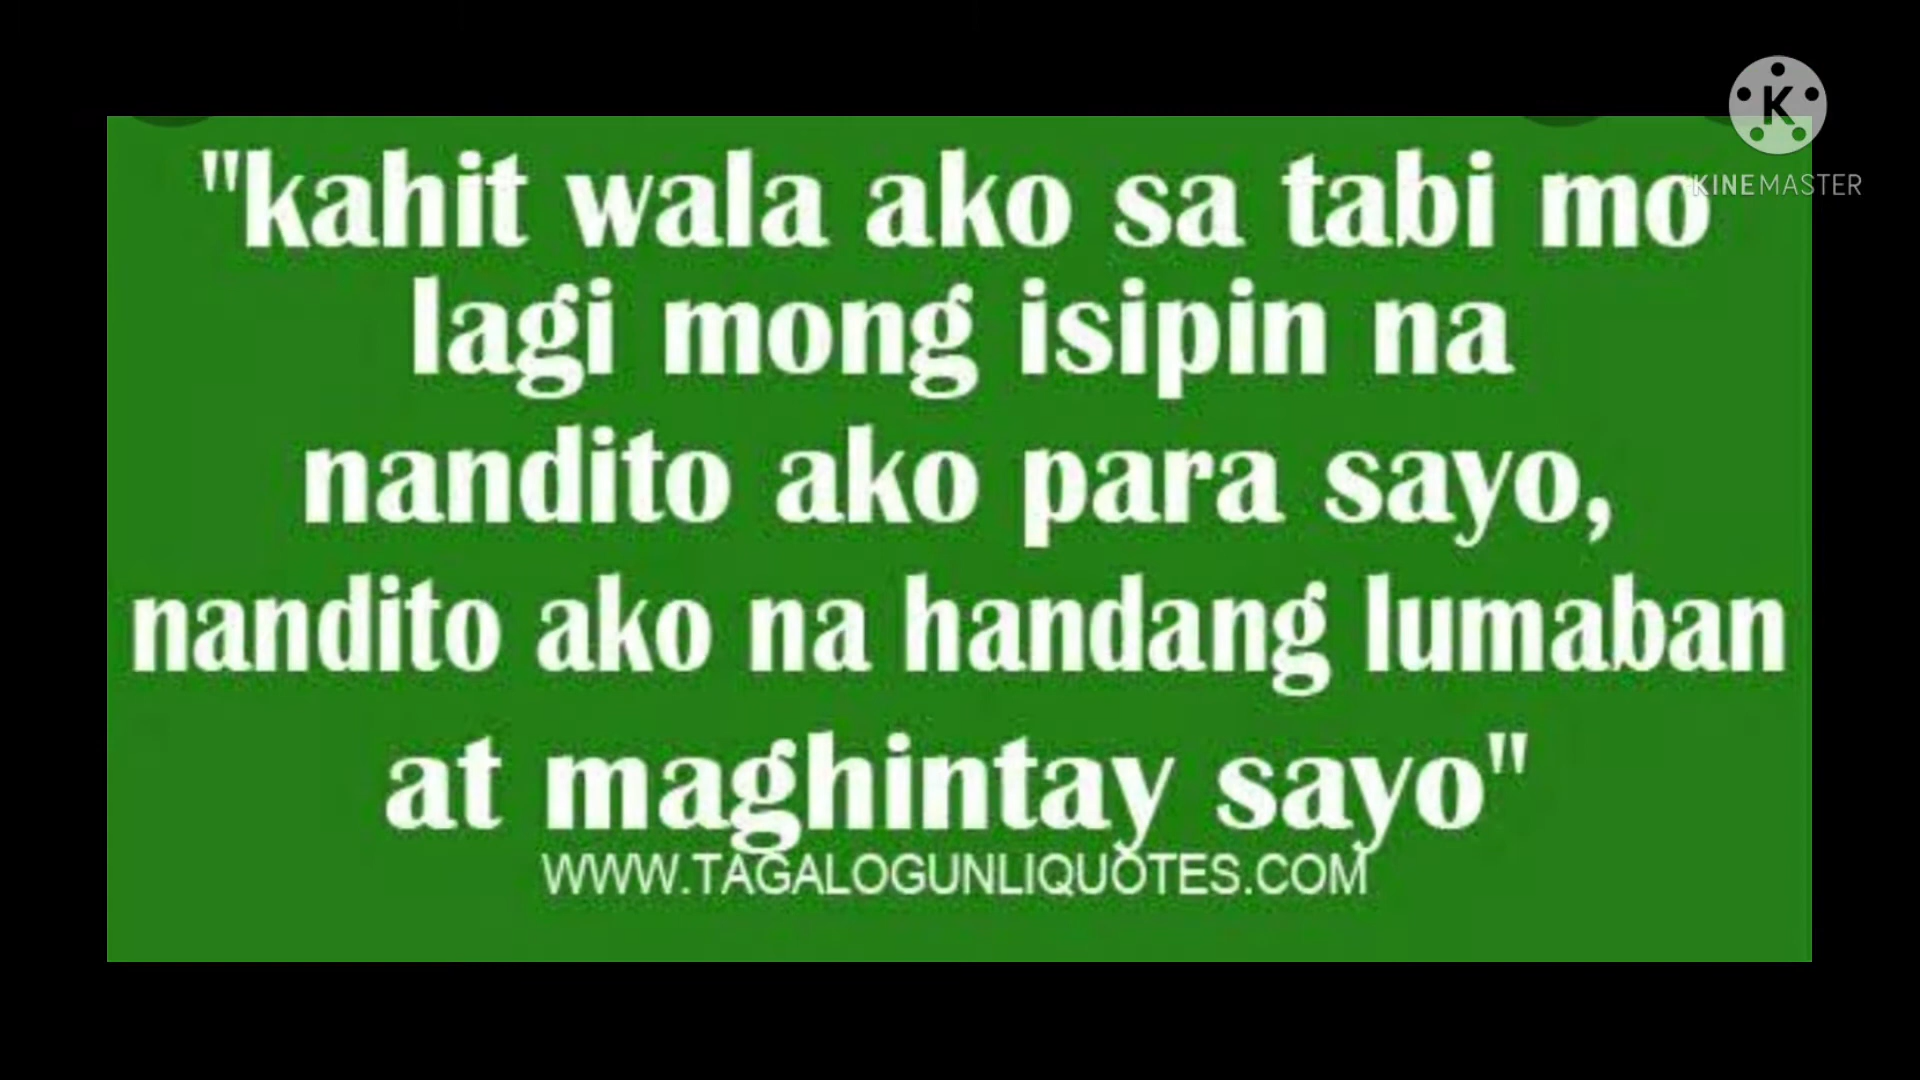 "kahit wala ako sa tabi mo
lagi mong isipin na
nandito ako para sayo,
nandito ako na handang lumaban
at maghintay sayo"
WWW.TAGALOGUNLIQUOTES.COM
K
KINEMASTER